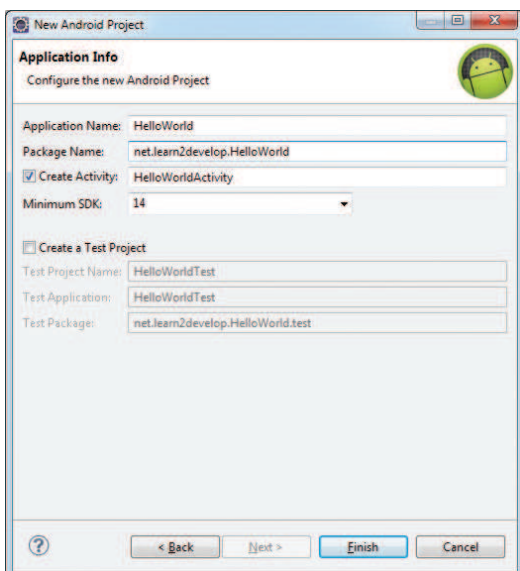 New Android Project
Application Info
Configure the new Android Project
Application Name: HelloWorld
Package Name: net.learn2develop.HelloWorld
Create Activity: HelloWorldActivity
Minimum SDK: 14
Create a Test Project
Test Project Name: HelloWorldTest
Test Application: HelloWorldTest
Test Package: net.learn2develop.HelloWorld.test
? < Back Next > Finish Cancel